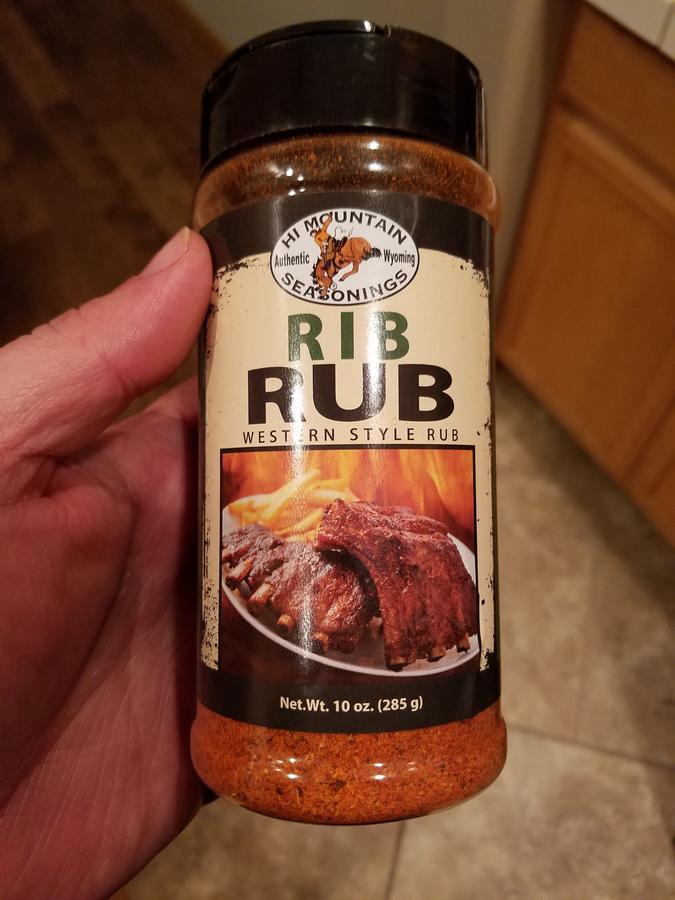 HI MOUNTAIN
Authentic Wyoming
SEASONINGS
RIB
RUB
WESTERN STYLE RUB
Net.Wt. 10 oz. (285 g)